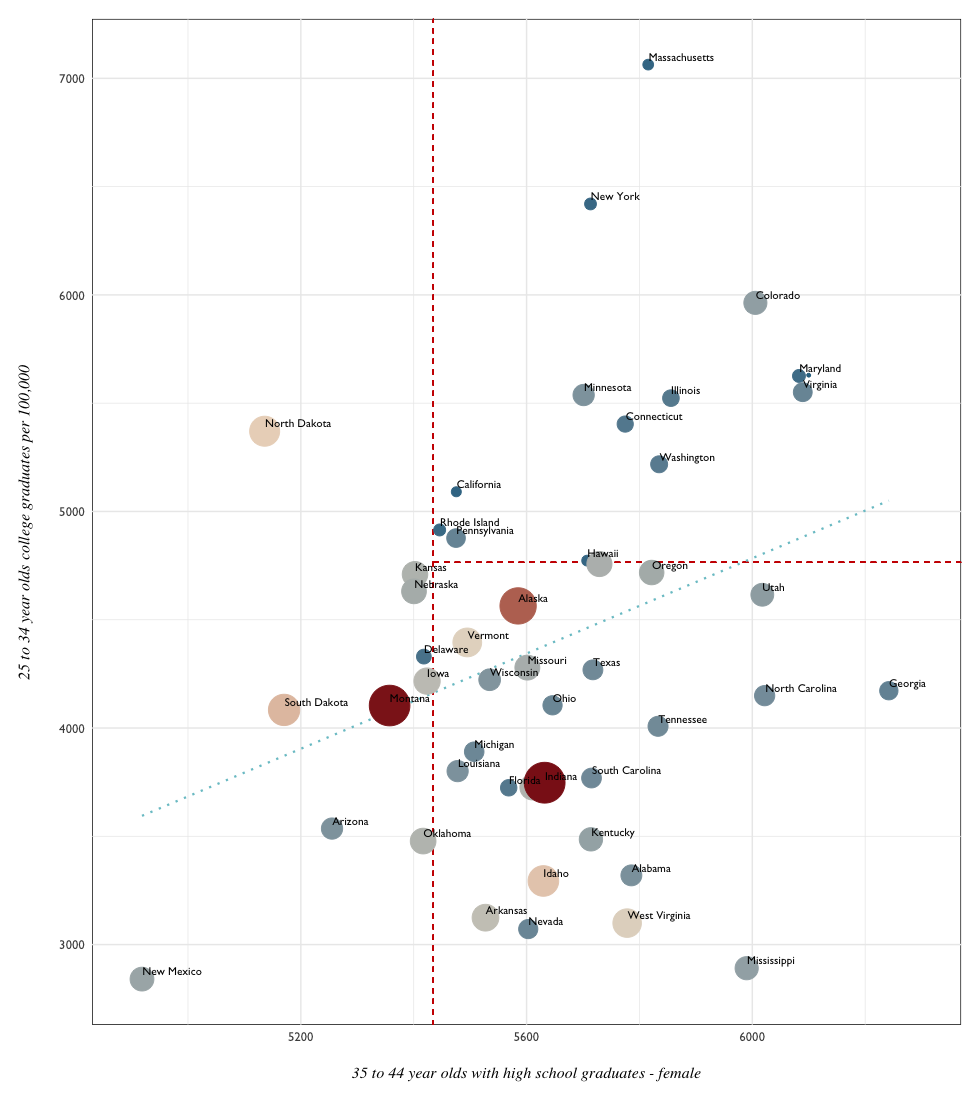 Massachusetts
7000
New York
6000
Colorado
Maryland
Virginia
Minnesota
Illinois
Connecticut
North Dakota
Washington
California
5000
Rhode Island
Pennsylvania
Hawaii
Kansas
Oregon
Nebraska
Utah
Alaska
Vermont
Delaware
Missouri
Texas
Iowa
Wisconsin
Georgia
North Carolina
Montana
South Dakota
Ohio
4000
Tennessee
Michigan
Louisiana
South Carolina
Florida
Indiana
Arizona
Oklahoma
Kentucky
Alabama
Idaho
Arkansas
West Virginia
Nevada
3000
Mississippi
New Mexico
5200
5600
6000
35 to 44 year olds with high school graduates - female
25 to 34 year olds college graduates per 100,000